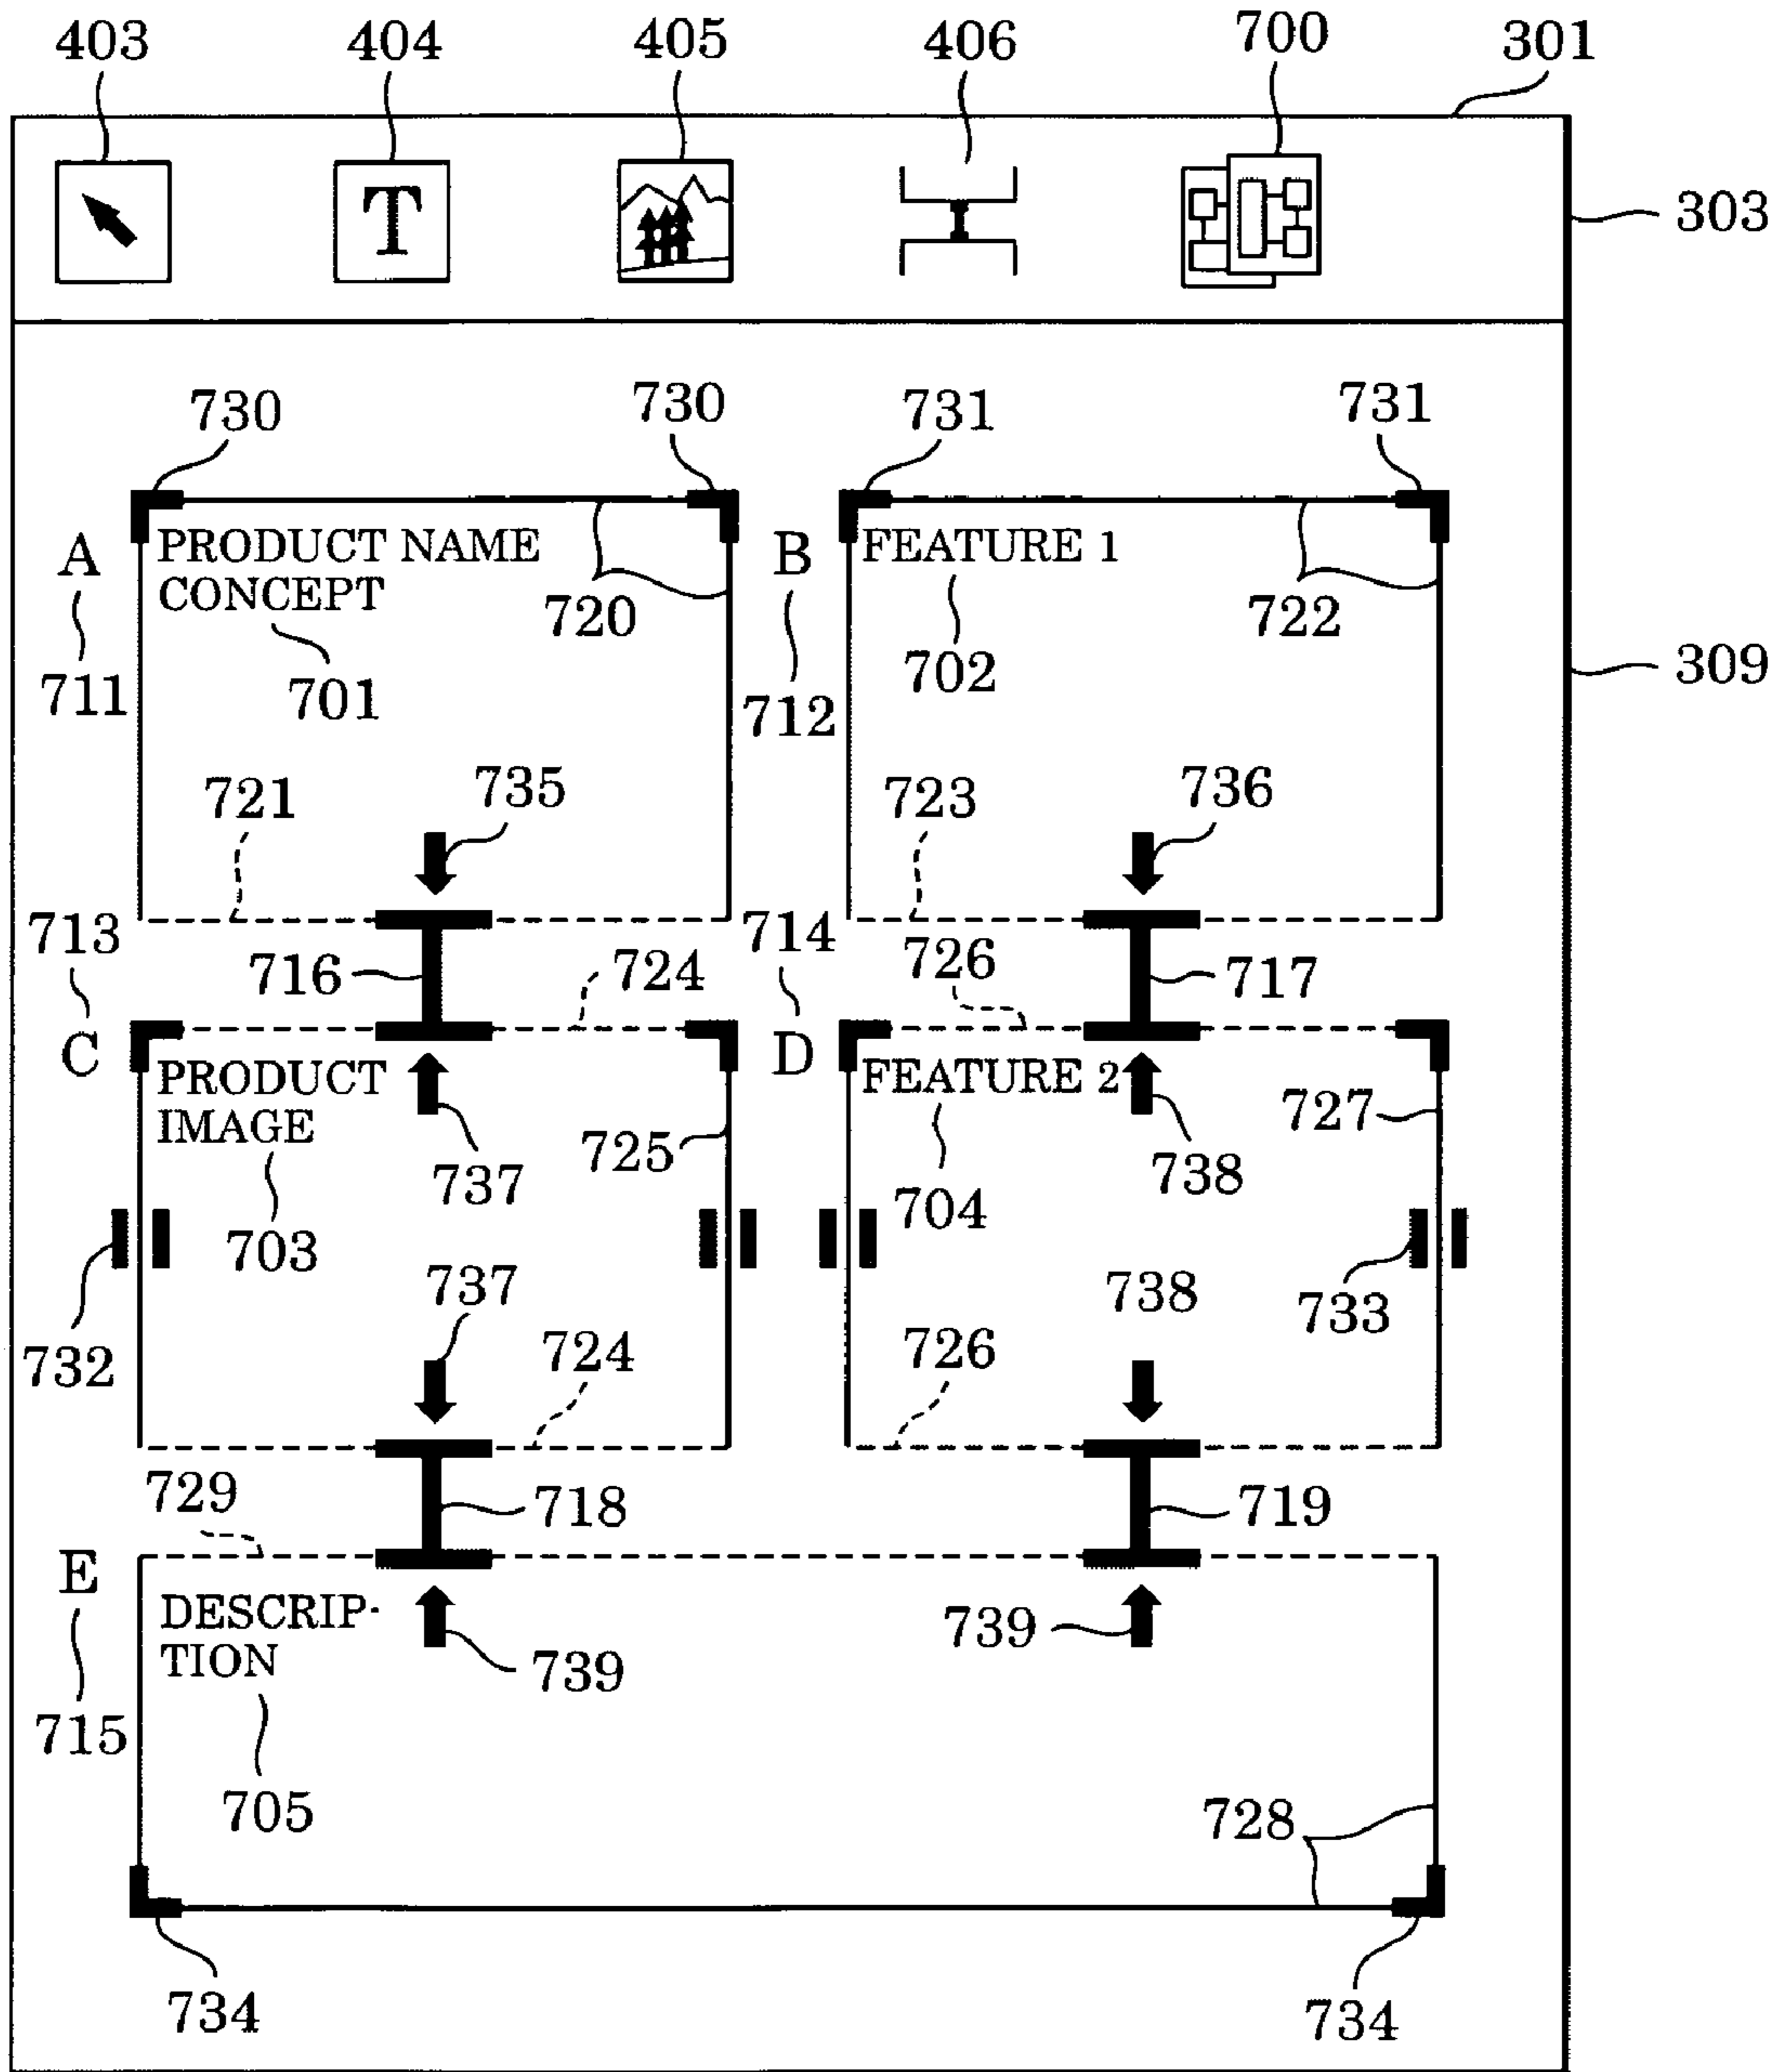 403 404 405 406 700 301
T
303
730 730 731 731
A PRODUCT NAME B FEATURE 1
CONCEPT
720 722
702 309
711 701 712
721 735 723 736
713 714
716 724 726 717
C PRODUCT D FEATURE 2
IMAGE
727
725
737 738
704
703
737 738 733
732 724 726
729 718 719
E DESCRIP-
TION
739 739
715
705 728
734 734